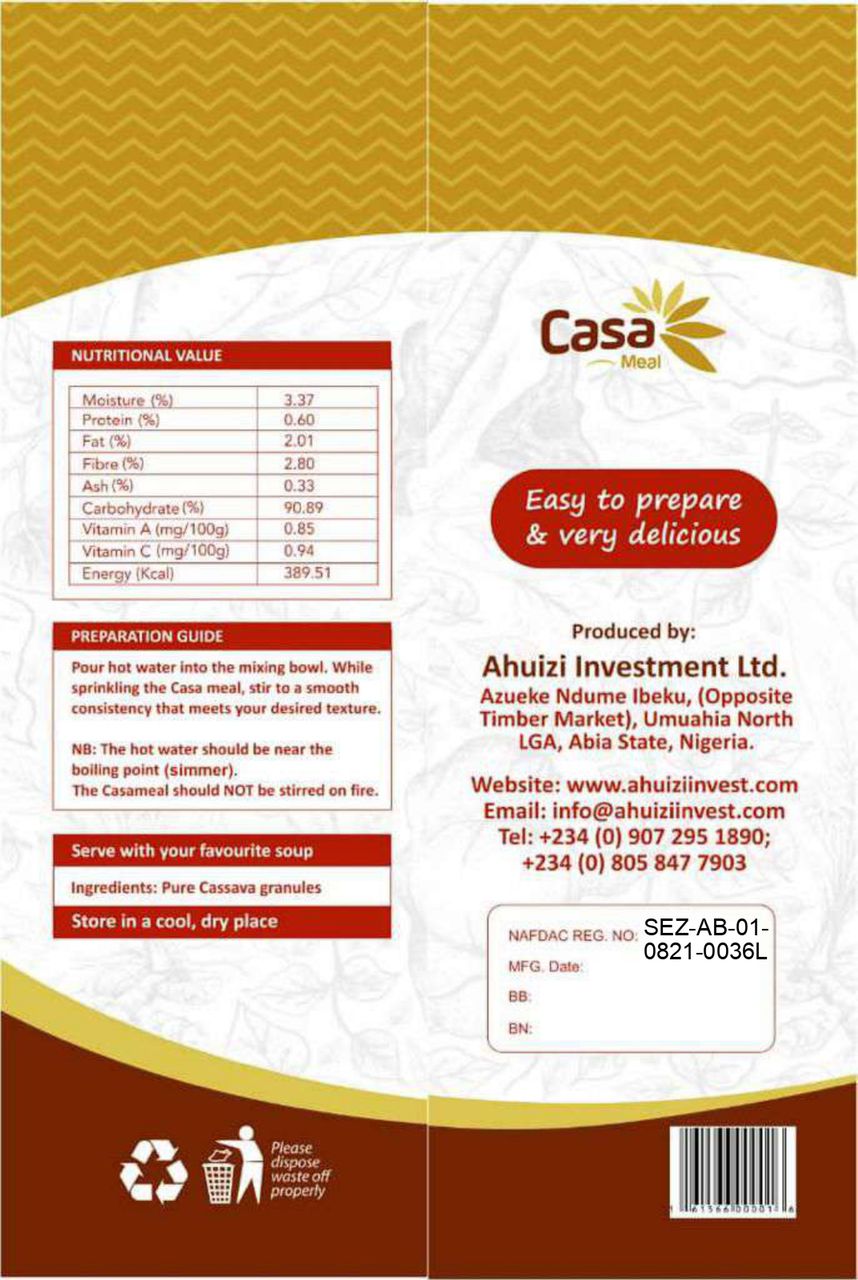 NUTRITIONAL VALUE
Moisture (%) 3.37
Protein (%) 0.60
Fat (%) 2.01
Fibre (%) 2.80
Ash (%) 0.33
Carbohydrate (%) 90.89
Vitamin A (mg/100g) 0.85
Vitamin C (mg/100g) 0.94
Energy (Kcal) 389.51
PREPARATION GUIDE
Pour hot water into the mixing bowl. While
sprinkling the Casa meal, stir to a smooth
consistency that meets your desired texture.
NB: The hot water should be near the
boiling point (simmer).
The Casameal should NOT be stirred on fire.
Serve with your favourite soup
Ingredients: Pure Cassava granules
Store in a cool, dry place
Please
dispose
waste off
properly
Casa
Meal
Easy to prepare
& very delicious
Produced by:
Ahuizi Investment Ltd.
Azueke Ndume Ibeku, (Opposite
Timber Market), Umuahia North
LGA, Abia State, Nigeria.
Website: www.ahuiziinvest.com
Email: info@ahuiziinvest.com
Tel: +234 (0) 907 295 1890;
+234 (0) 805 847 7903
NAFDAC REG. NO: SEZ-AB-01-
0821-0036L
MFG. Date:
BB:
BN: